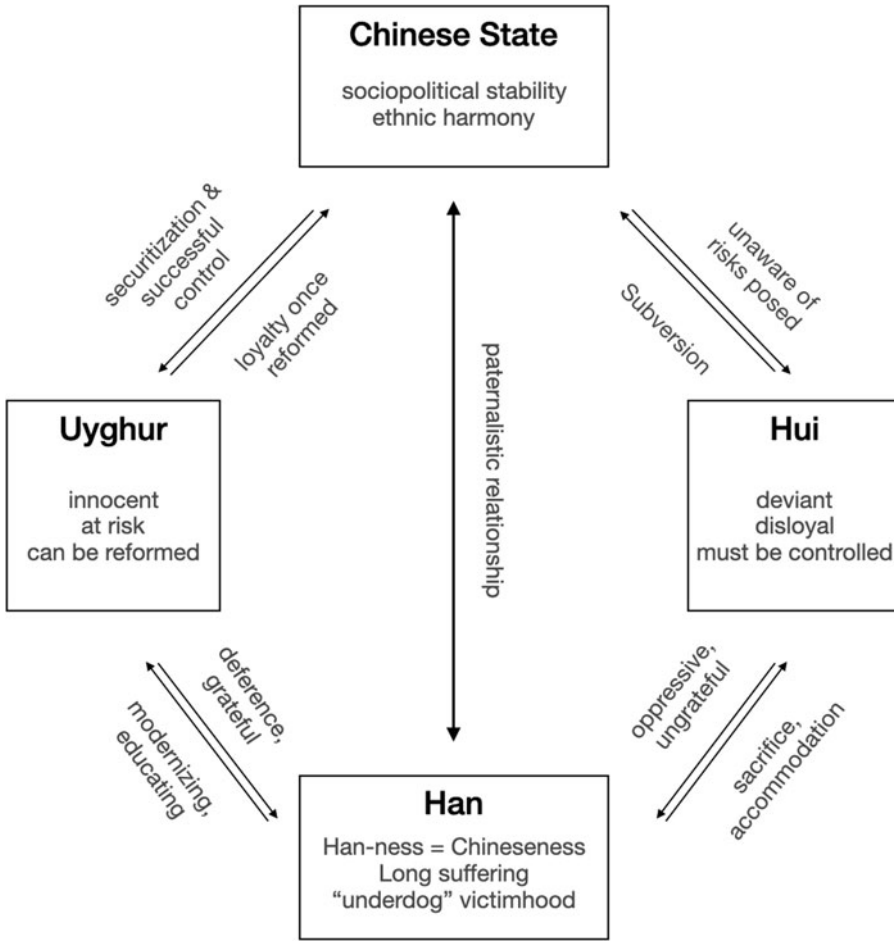 Chinese State
sociopolitical stability
ethnic harmony
securitization &
successful
control
loyalty once
reformed
unaware of
risks posed
Subversion
paternalistic relationship
Uyghur
innocent
at risk
can be reformed
Hui
deviant
disloyal
must be controlled
deference,
grateful
modernizing,
educating
oppressive,
ungrateful
sacrifice,
accommodation
Han
Han-ness = Chineseness
Long suffering
“underdog” victimhood